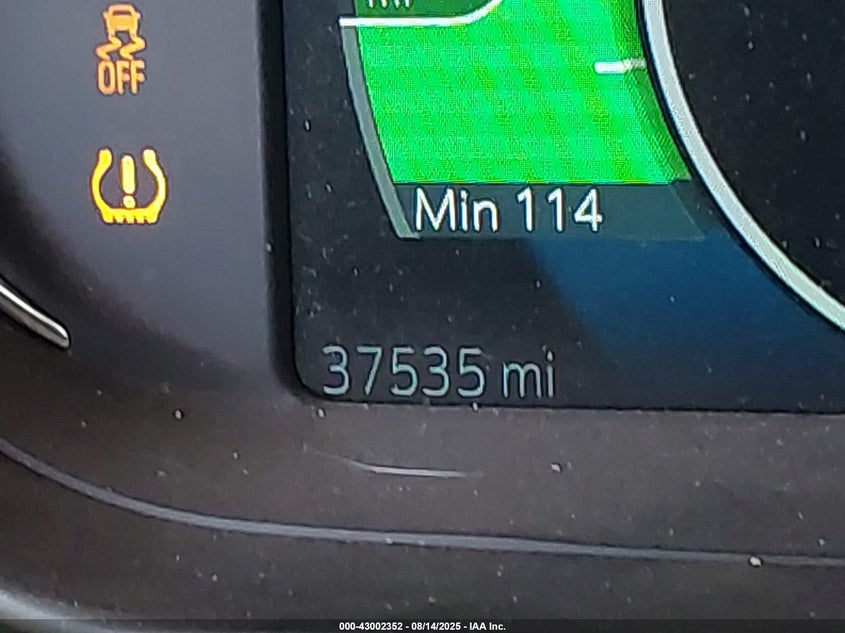 OFF
Min 114
37535 mi
000-43002352 - 08/14/2025 - IAA Inc.